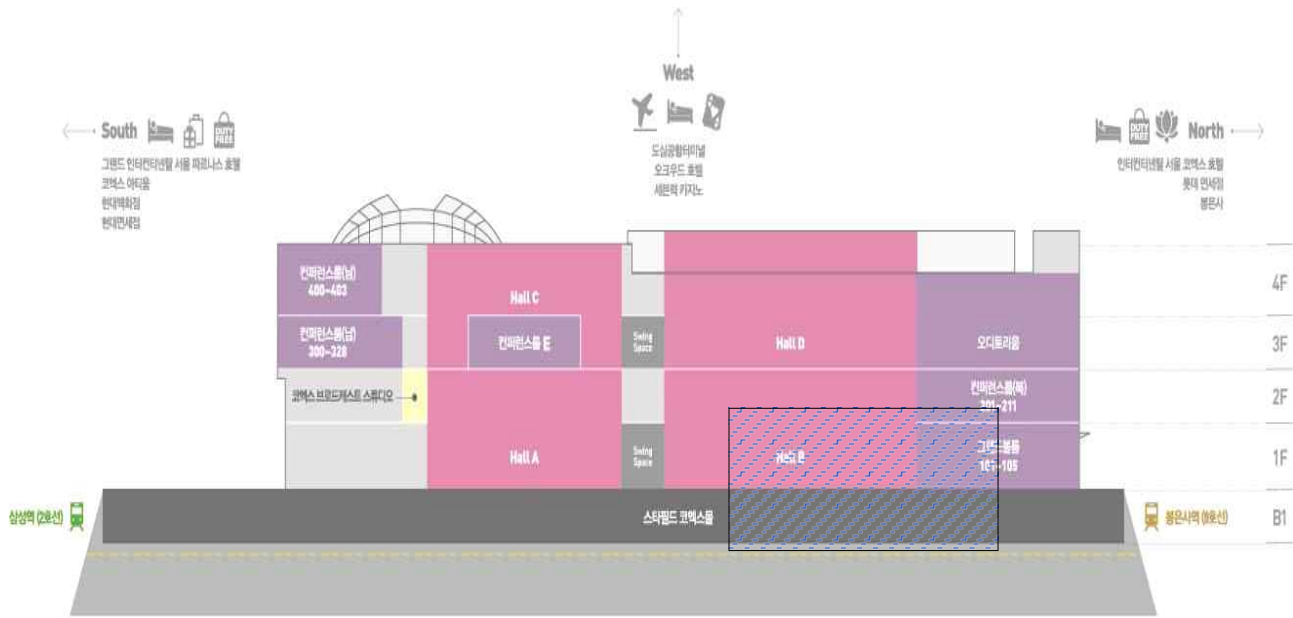 West
South
DUTY FREE
DUTY FREE
North
그랜드 인터컨티넨탈 서울 파르나스 호텔
코엑스 아티움
현대백화점
현대면세점
도심공항터미널
오크우드 호텔
세븐럭 카지노
인터컨티넨탈 서울 코엑스 호텔
롯데 면세점
봉은사
컨퍼런스룸(남)
400~403
Hall C
4F
컨퍼런스룸(남)
300~328
컨퍼런스룸 E
Swing
Space
Hall D
오디토리움
3F
코엑스 브로드캐스트 스튜디오
컨퍼런스룸(북)
201~211
2F
Hall A
Swing
Space
Hall B
그랜드볼룸
101~105
1F
삼성역 (2호선)
스타필드 코엑스몰
봉은사역 (9호선)
B1